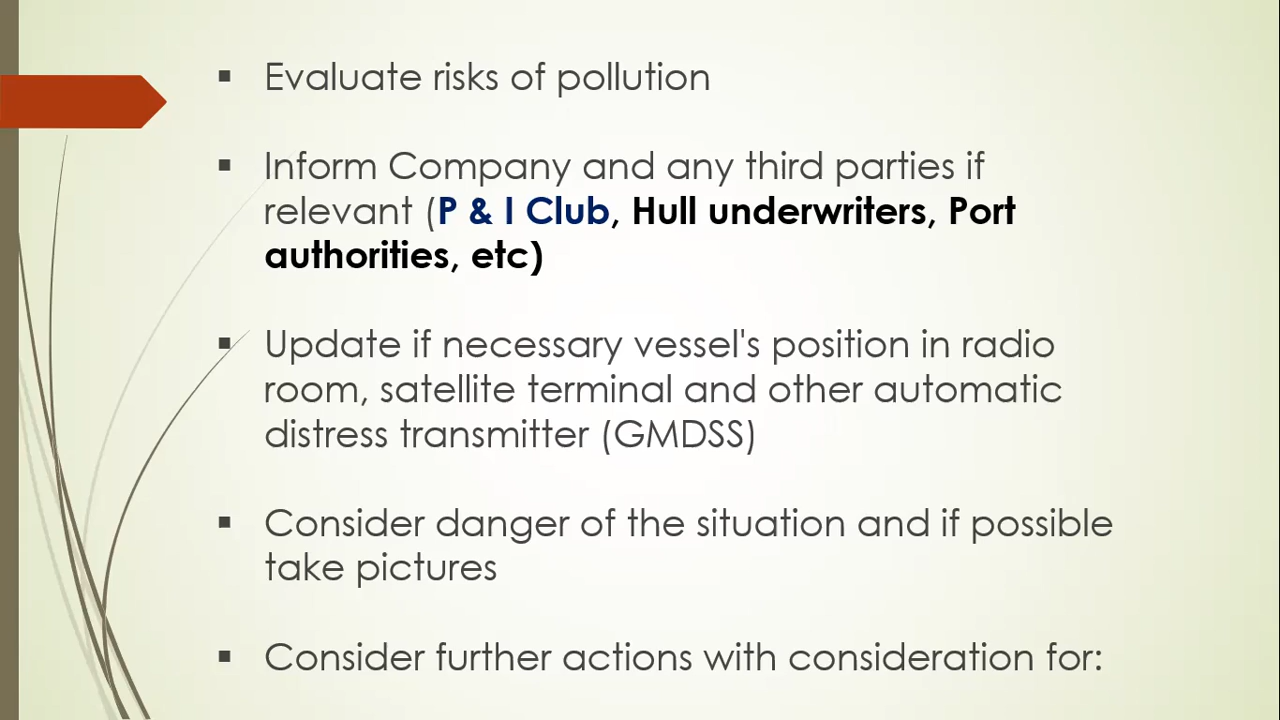 ▪ Evaluate risks of pollution
▪ Inform Company and any third parties if
relevant (P & I Club, Hull underwriters, Port
authorities, etc)
▪ Update if necessary vessel's position in radio
room, satellite terminal and other automatic
distress transmitter (GMDSS)
▪ Consider danger of the situation and if possible
take pictures
▪ Consider further actions with consideration for: